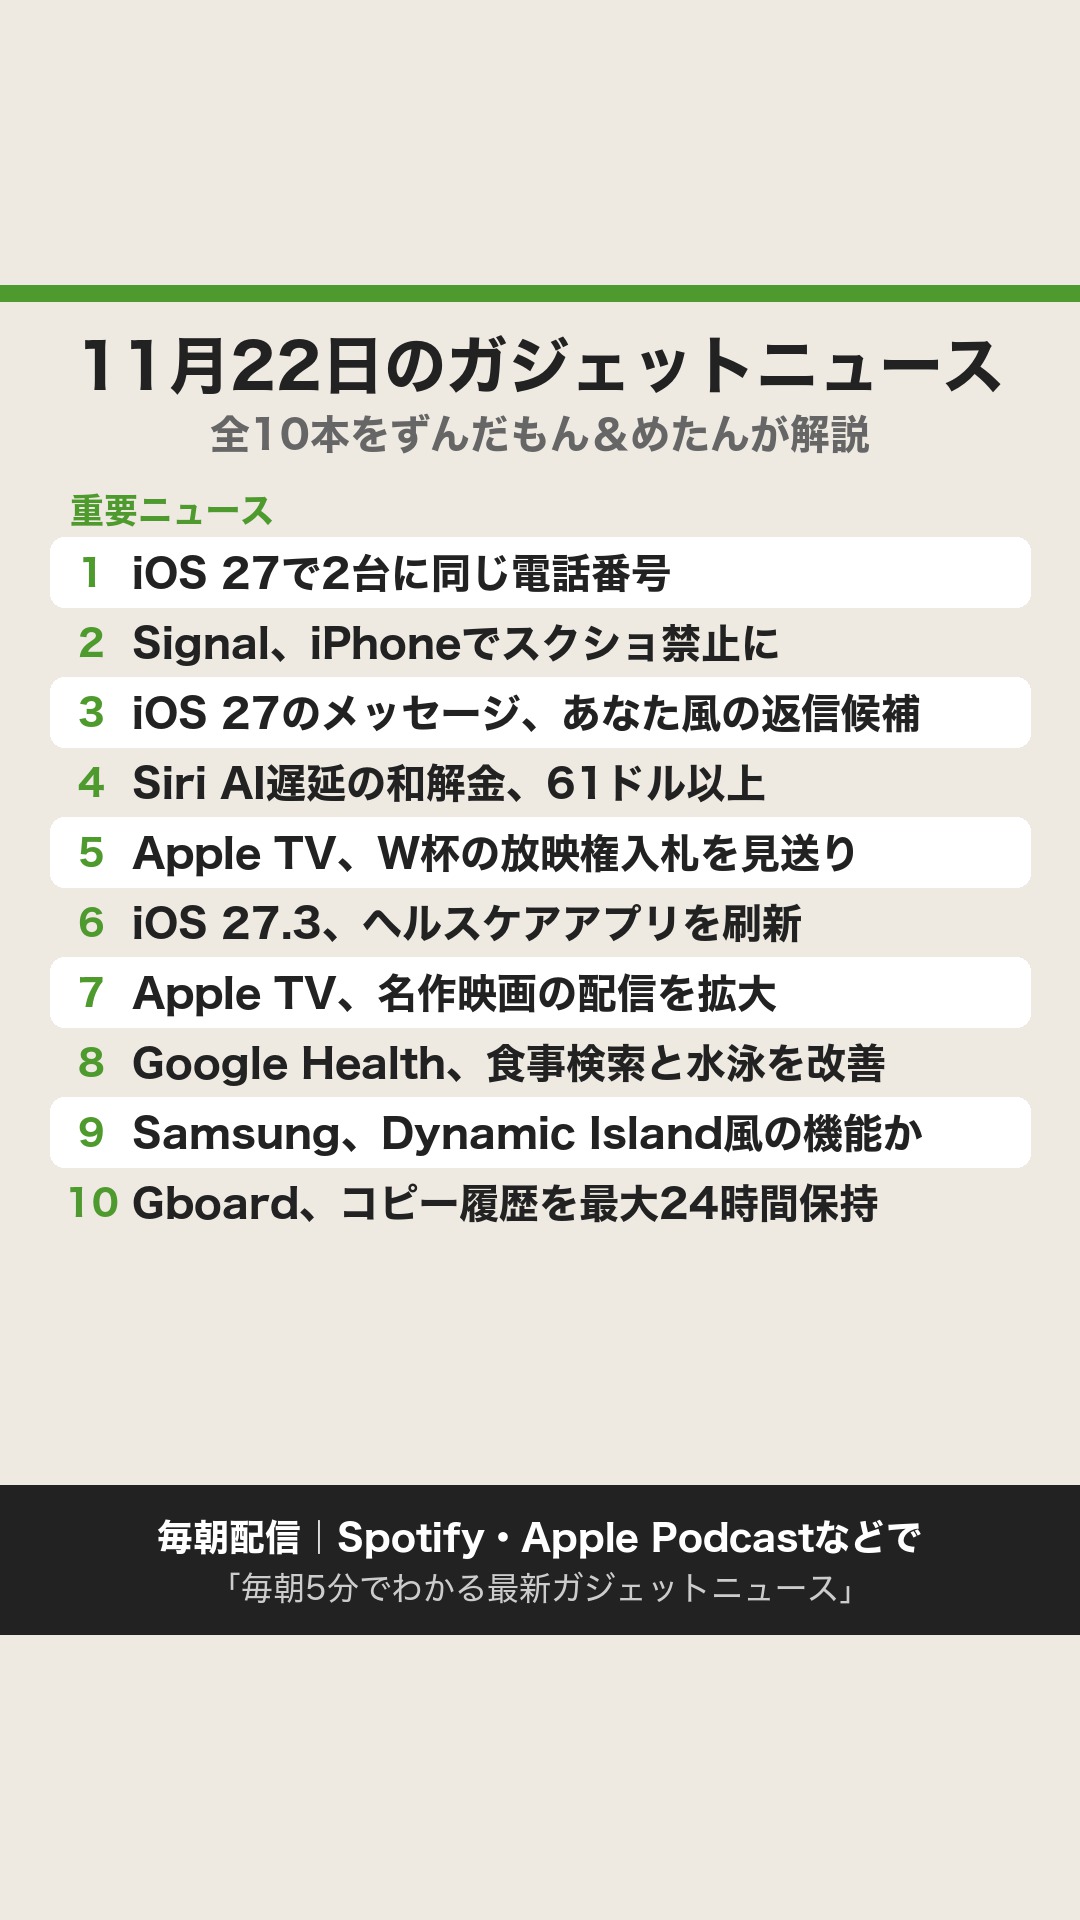 11月22日のガジェットニュース
全10本をずんだもん&めたんが解説
重要ニュース
1 iOS 27で2台に同じ電話番号
2 Signal、iPhoneでスクショ禁止に
3 iOS 27のメッセージ、あなた風の返信候補
4 Siri AI遅延の和解金、61ドル以上
5 Apple TV、W杯の放映権入札を見送り
6 iOS 27.3、ヘルスケアアプリを刷新
7 Apple TV、名作映画の配信を拡大
8 Google Health、食事検索と水泳を改善
9 Samsung、Dynamic Island風の機能か
10 Gboard、コピー履歴を最大24時間保持
毎朝配信｜Spotify・Apple Podcastなどで
「毎朝5分でわかる最新ガジェットニュース」